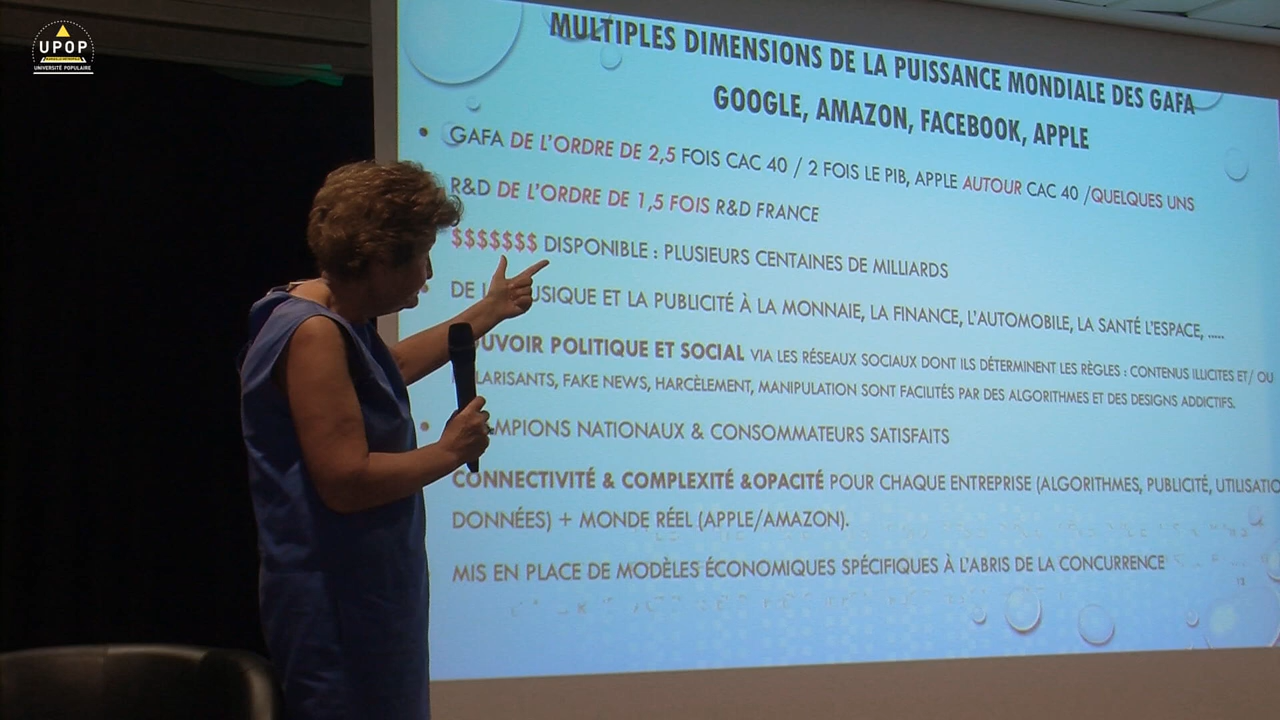 UPOP
UNIVERSITÉ POPULAIRE
MULTIPLES DIMENSIONS DE LA PUISSANCE MONDIALE DES GAFA
GOOGLE, AMAZON, FACEBOOK, APPLE
• GAFA DE L'ORDRE DE 2,5 FOIS CAC 40 / 2 FOIS LE PIB, APPLE AUTOUR CAC 40 /QUELQUES UNS
R&D DE L'ORDRE DE 1,5 FOIS R&D FRANCE
$$$$$$$ DISPONIBLE : PLUSIEURS CENTAINES DE MILLIARDS
DE USIQUE ET LA PUBLICITÉ À LA MONNAIE, LA FINANCE, L'AUTOMOBILE, LA SANTÉ L'ESPACE, .....
OUVOIR POLITIQUE ET SOCIAL VIA LES RÉSEAUX SOCIAUX DONT ILS DÉTERMINENT LES RÈGLES : CONTENUS ILLICITES ET/ OU
LARISANTS, FAKE NEWS, HARCÈLEMENT, MANIPULATION SONT FACILITÉS PAR DES ALGORITHMES ET DES DESIGNS ADDICTIFS.
• MPIONS NATIONAUX & CONSOMMATEURS SATISFAITS
CONNECTIVITÉ & COMPLEXITÉ &OPACITÉ POUR CHAQUE ENTREPRISE (ALGORITHMES, PUBLICITÉ, UTILISATIO
DONNÉES) + MONDE RÉEL (APPLE/AMAZON).
MIS EN PLACE DE MODÈLES ÉCONOMIQUES SPÉCIFIQUES À L'ABRIS DE LA CONCURRENCE